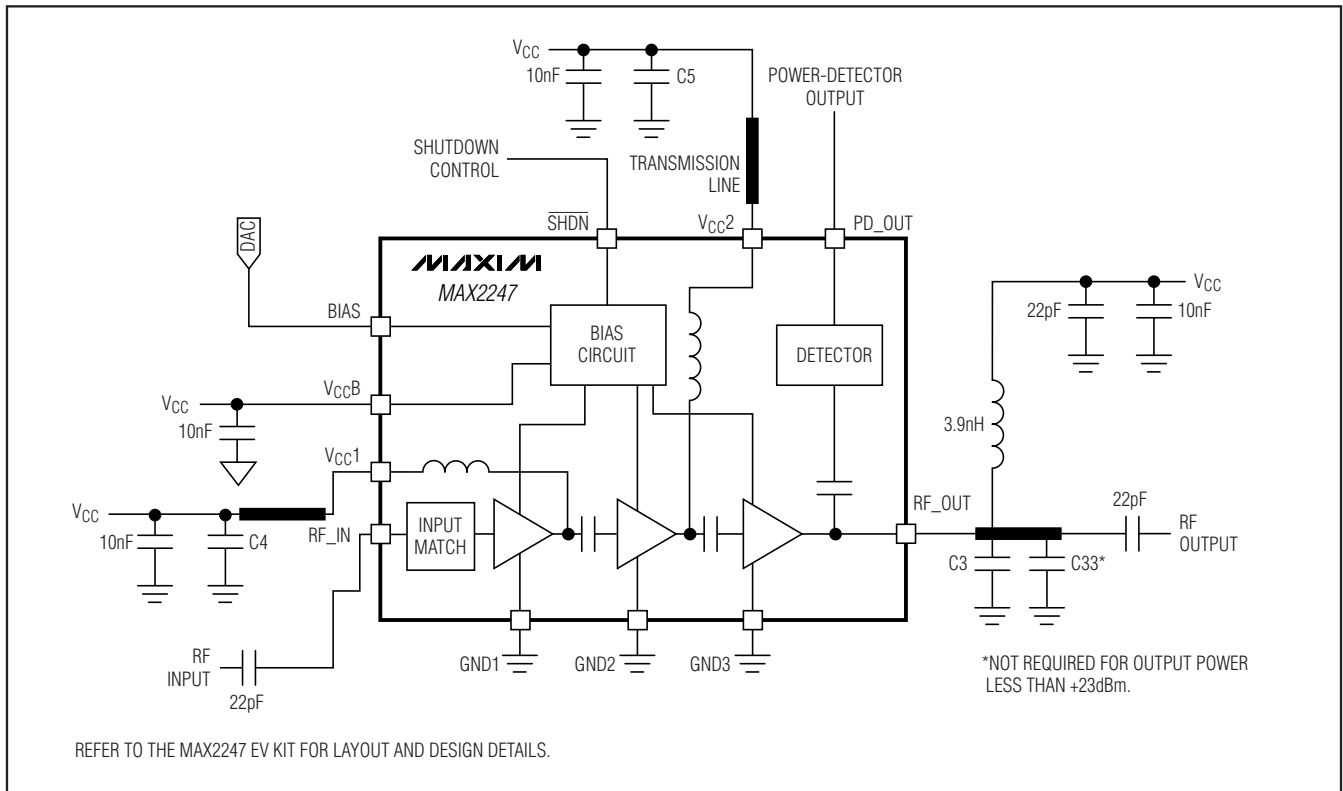 VCC
10nF
C5
POWER-DETECTOR
OUTPUT
SHUTDOWN
CONTROL
TRANSMISSION
LINE
DAC
SHDN
VCC2
PD_OUT
MAXIM
MAX2247
BIAS
BIAS
CIRCUIT
DETECTOR
VCC
22pF
10nF
VCCB
VCC
10nF
3.9nH
VCC1
VCC
10nF
C4
RF_IN
INPUT
MATCH
RF_OUT
22pF
RF
OUTPUT
C3
C33*
RF
INPUT
22pF
GND1
GND2
GND3
*NOT REQUIRED FOR OUTPUT POWER
LESS THAN +23dBm.
REFER TO THE MAX2247 EV KIT FOR LAYOUT AND DESIGN DETAILS.